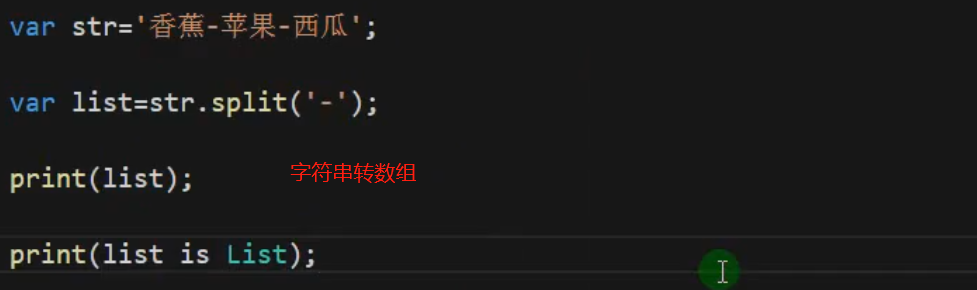 var str='香蕉-苹果-西瓜';
var list=str.split('-');
print(list);
字符串转数组
print(list is List);